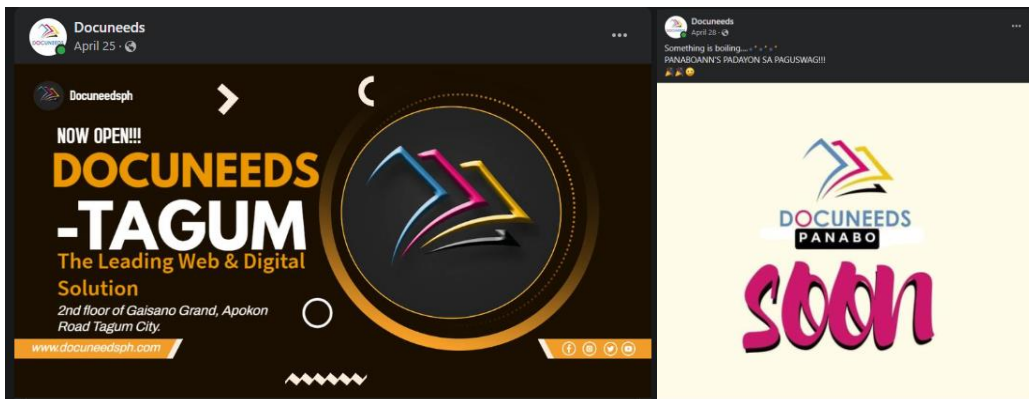 Docuneeds
April 25 ·
DOCUNEEDS
Docuneedsph
NOW OPEN!!!
DOCUNEEDS
-TAGUM
The Leading Web & Digital
Solution
2nd floor of Gaisano Grand, Apokon
Road Tagum City.
www.docuneedsph.com
Docuneeds
April 28 ·
Something is boiling....
PANABOANN'S PADAYON SA PAGUSWAG!!!
DOCUNEEDS
PANABO
SOON